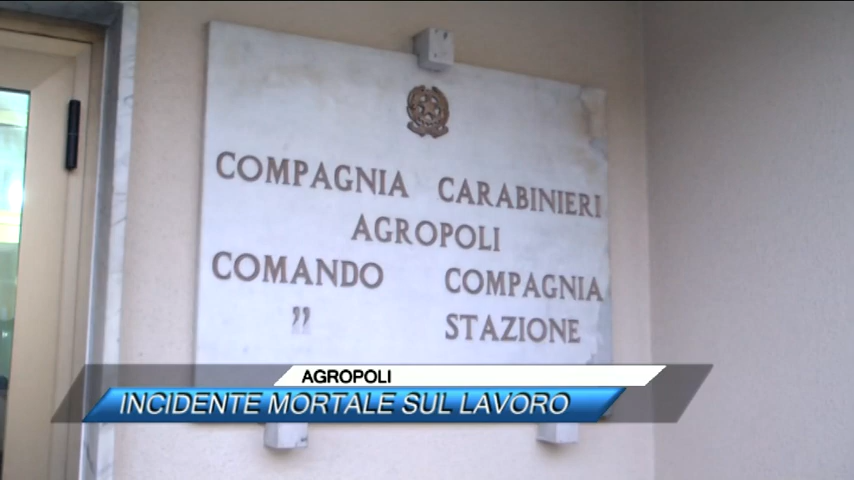 COMPAGNIA CARABINIERI
AGROPOLI
COMANDO COMPAGNIA
" STAZIONE
AGROPOLI
INCIDENTE MORTALE SUL LAVORO